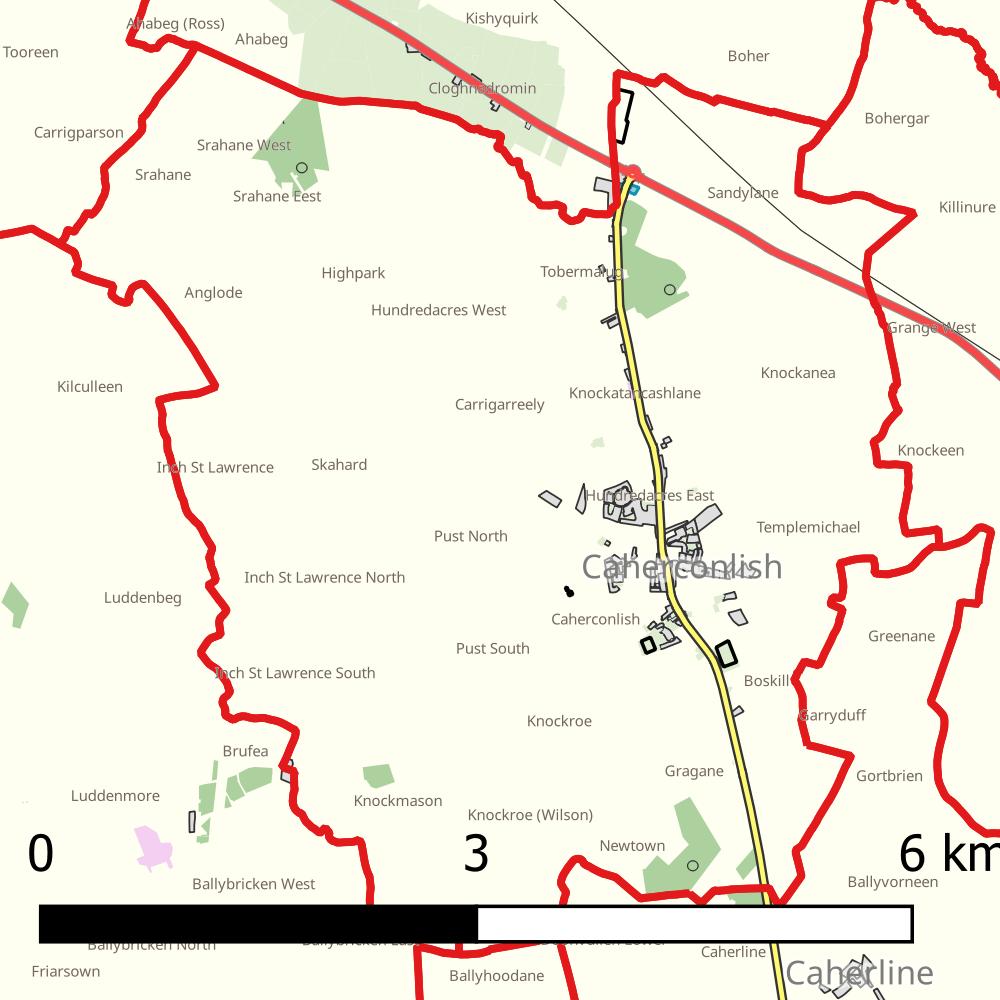 Kishyquirk
Ahabeg (Ross)
Ahabeg
Tooreen
Boher
Cloghnadromin
Bohergar
Carrigparson
Srahane West
Srahane
Srahane Eest
Sandylane
Killinure
Tobermalug
Highpark
Anglode
Hundredacres West
Grange West
Kilculleen
Knockanea
Knockatancashlane
Carrigarreely
Knockeen
Inch St Lawrence
Skahard
Hundredacres East
Templemichael
Pust North
Caherconlish
Inch St Lawrence North
Luddenbeg
Caherconlish
Greenane
Pust South
Inch St Lawrence South
Boskill
Garryduff
Knockroe
Brufea
Gragane
Gortbrien
Luddenmore
Knockmason
Knockroe (Wilson)
Newtown
0 3 6 km
Ballybricken West
Ballyvorneen
Ballybricken North
Ballybricken East
Caherline
Friarsown
Ballyhoodane
Caherline